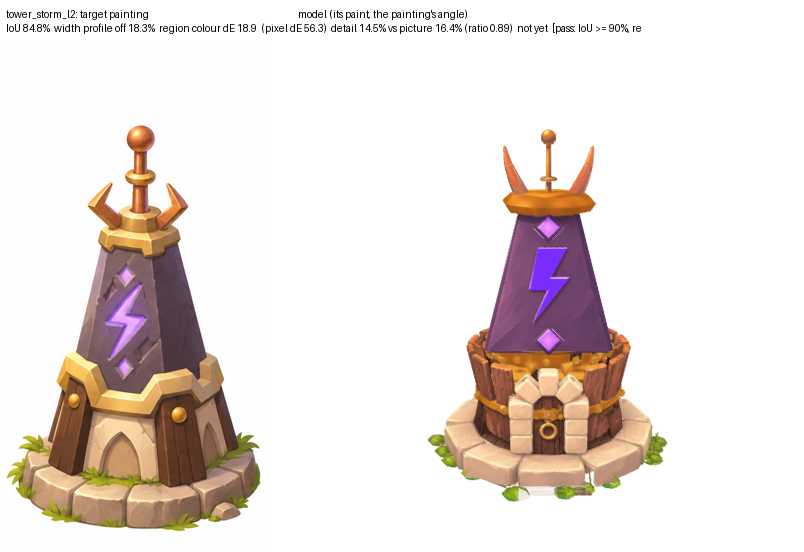 tower_storm_l2: target painting
model (its paint, the painting's angle)
IoU 84.8% width profile off 18.3% region colour dE 18.9 (pixel dE 56.3) detail 14.5% vs picture 16.4% (ratio 0.89) not yet [pass: IoU >= 90%, re